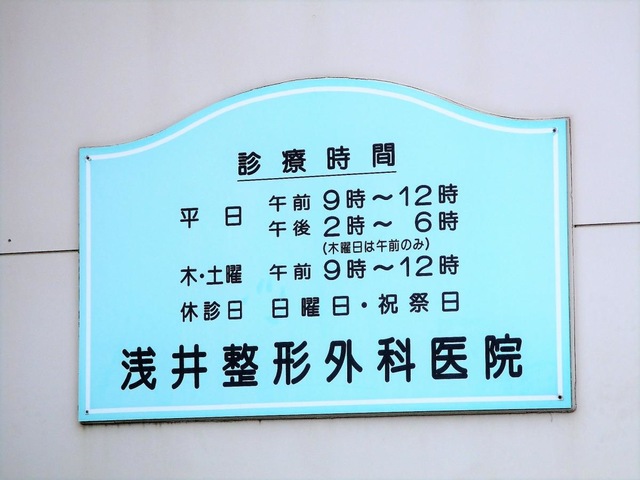 診療時間
平日 午前 9時～12時
午後 2時～ 6時
(木曜日は午前のみ)
木・土曜 午前 9時～12時
休診日 日曜日・祝祭日
浅井整形外科医院